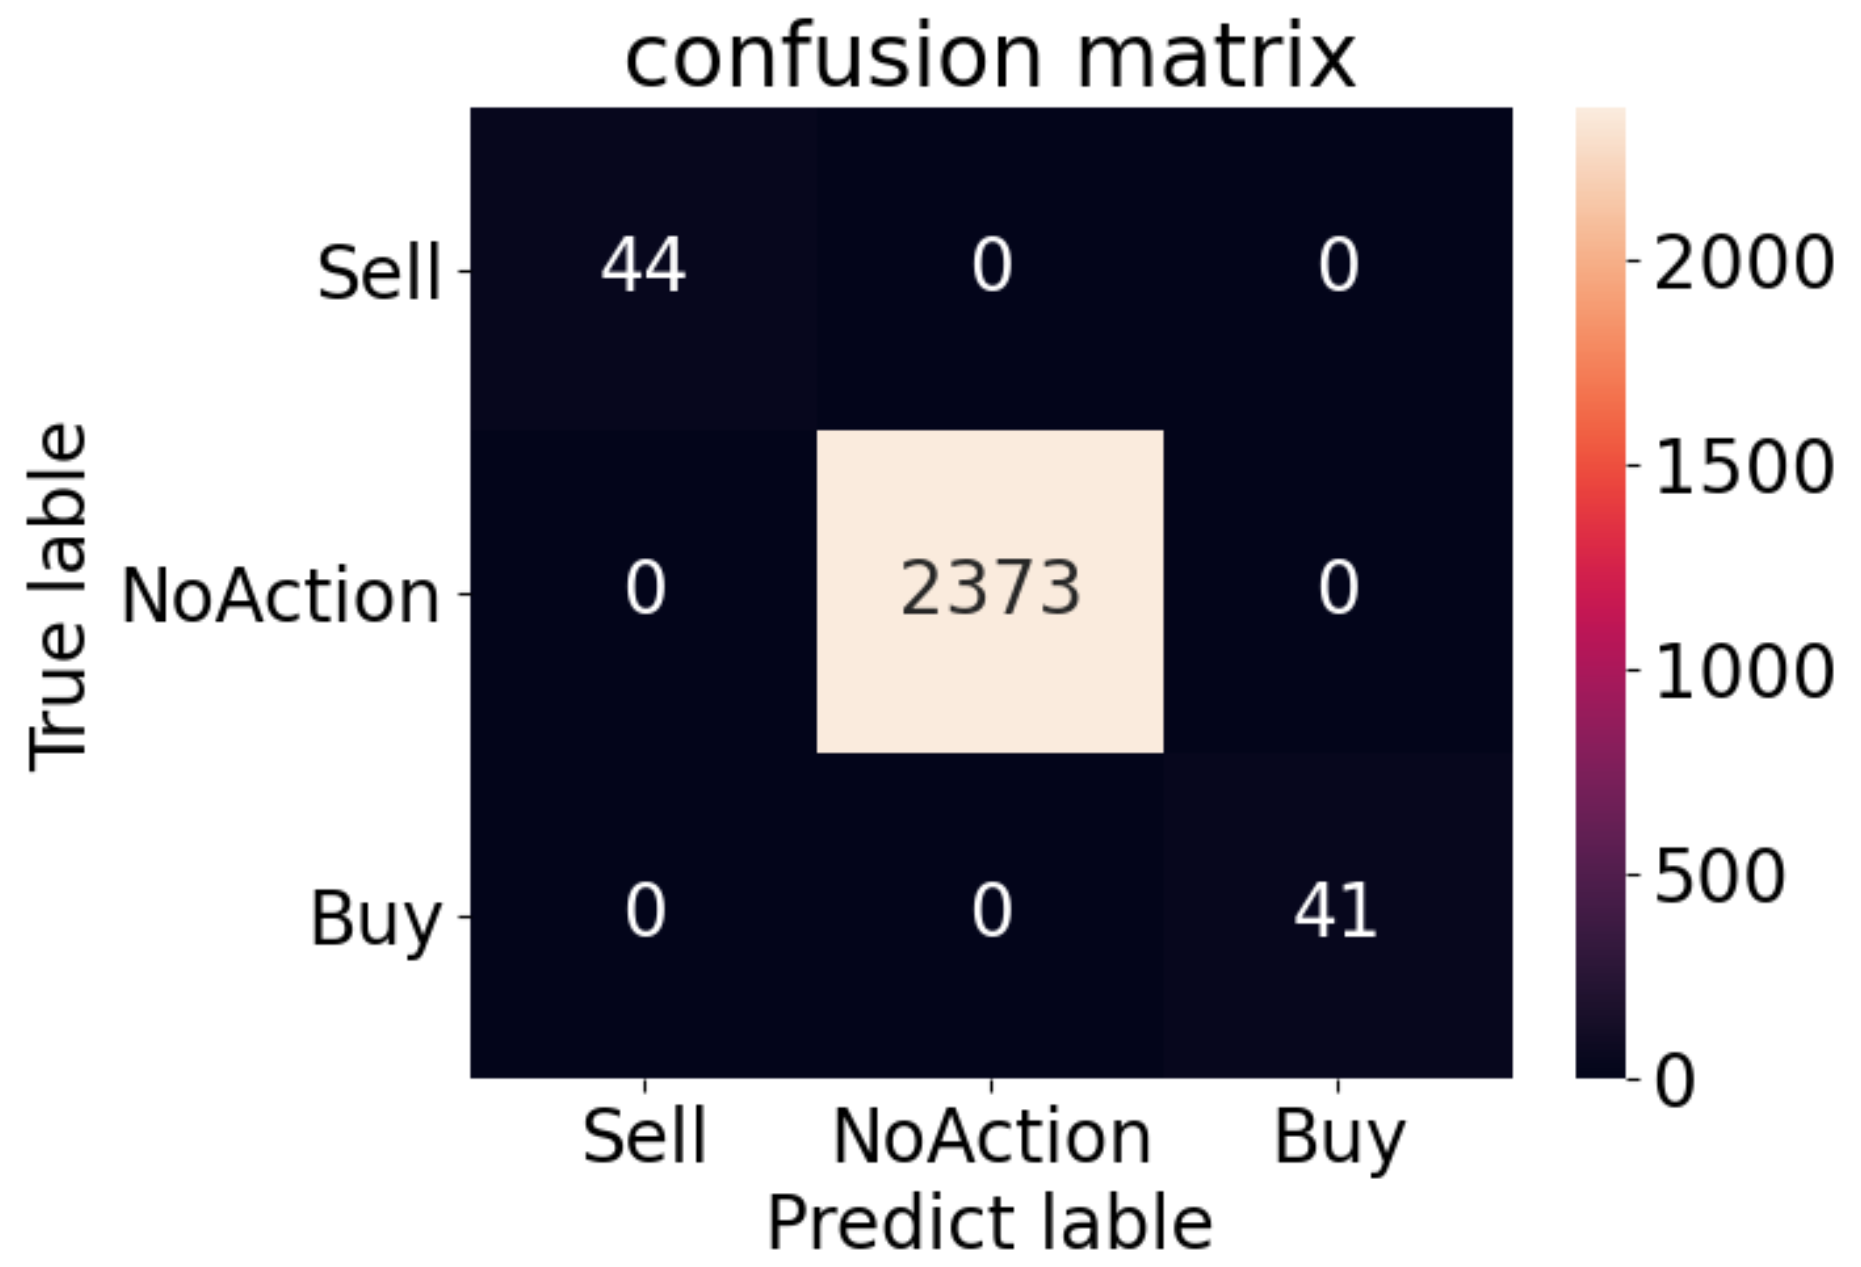 confusion matrix
Sell 44 0 0
NoAction 0 2373 0
Buy 0 0 41
Sell NoAction Buy
Predict lable
True lable
2000
1500
1000
500
0